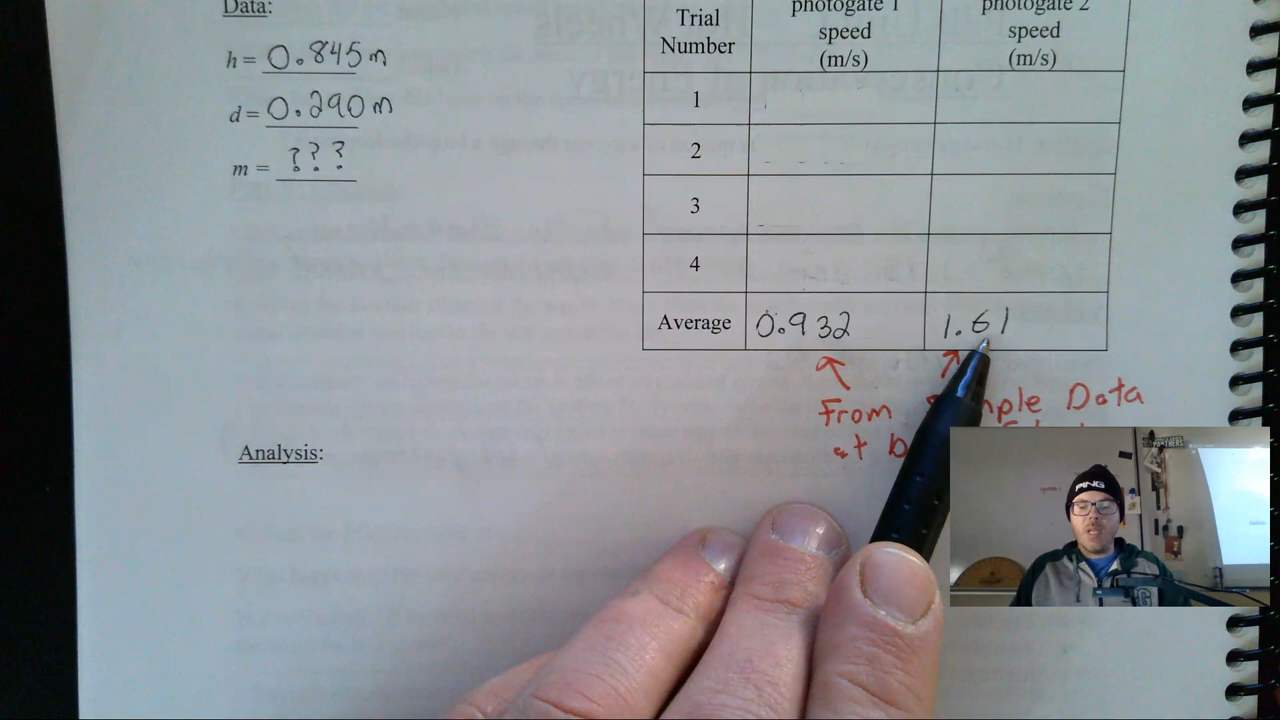 Data:
h = 0.845 m
d = 0.290 m
m = ???
Trial
Number
photogate 1
speed
(m/s)
photogate 2
speed
(m/s)
1
2
3
4
Average
0.932
1.61
From
Data
at
Analysis:
PING